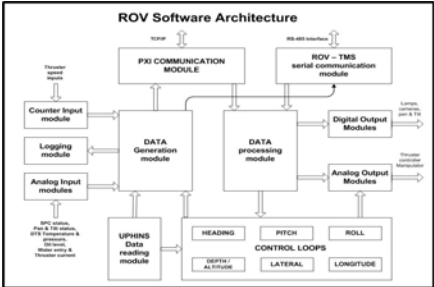 ROV Software Architecture
TCP/IP
RS-485 Interface
PXI COMMUNICATION
MODULE
ROV – TMS
serial communication
module
Thruster
speed
inputs
Counter Input
module
Logging
module
Analog Input
modules
SPC status,
Pan & Tilt status,
DTS Temperature &
pressure,
Oil level,
Water entry &
Thruster current
DATA
Generation
module
DATA
processing
module
Digital Output
Modules
Lamps,
cameras,
pan & Tilt
Analog Output
Modules
Thruster
controller
Manipulator
UPHINS
Data
reading
module
HEADING
PITCH
ROLL
CONTROL LOOPS
DEPTH /
ALTITUDE
LATERAL
LONGITUDE